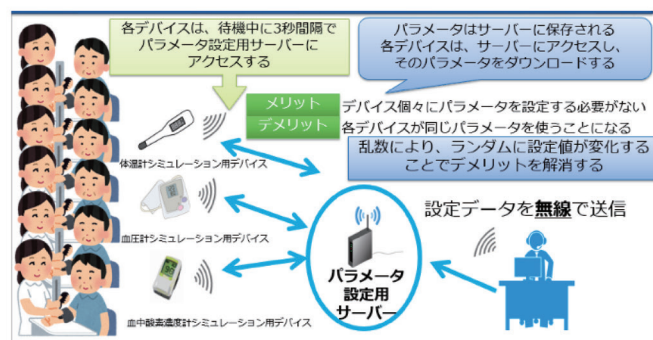 各デバイスは、待機中に3秒間隔で
パラメータ設定用サーバーに
アクセスする
パラメータはサーバーに保存される
各デバイスは、サーバーにアクセスし、
そのパラメータをダウンロードする
メリット
デバイス個々にパラメータを設定する必要がない
デメリット
各デバイスが同じパラメータを使うことになる
乱数により、ランダムに設定値が変化する
ことでデメリットを解消する
体温計シミュレーション用デバイス
血圧計シミュレーション用デバイス
設定データを無線で送信
パラメータ
設定用
サーバー
血中酸素濃度計シミュレーション用デバイス